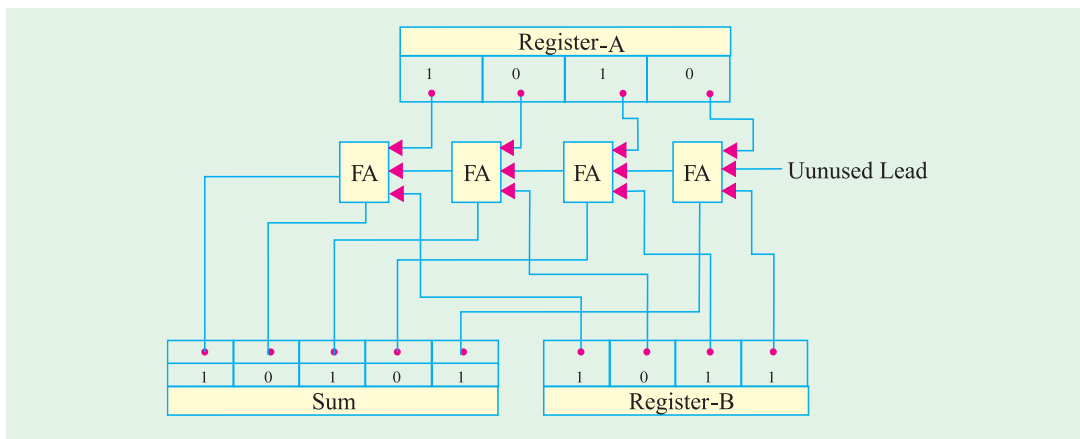 Register-A
1 0 1 0
FA FA FA FA
Uunused Lead
1 0 1 0 1
Sum
1 0 1 1
Register-B